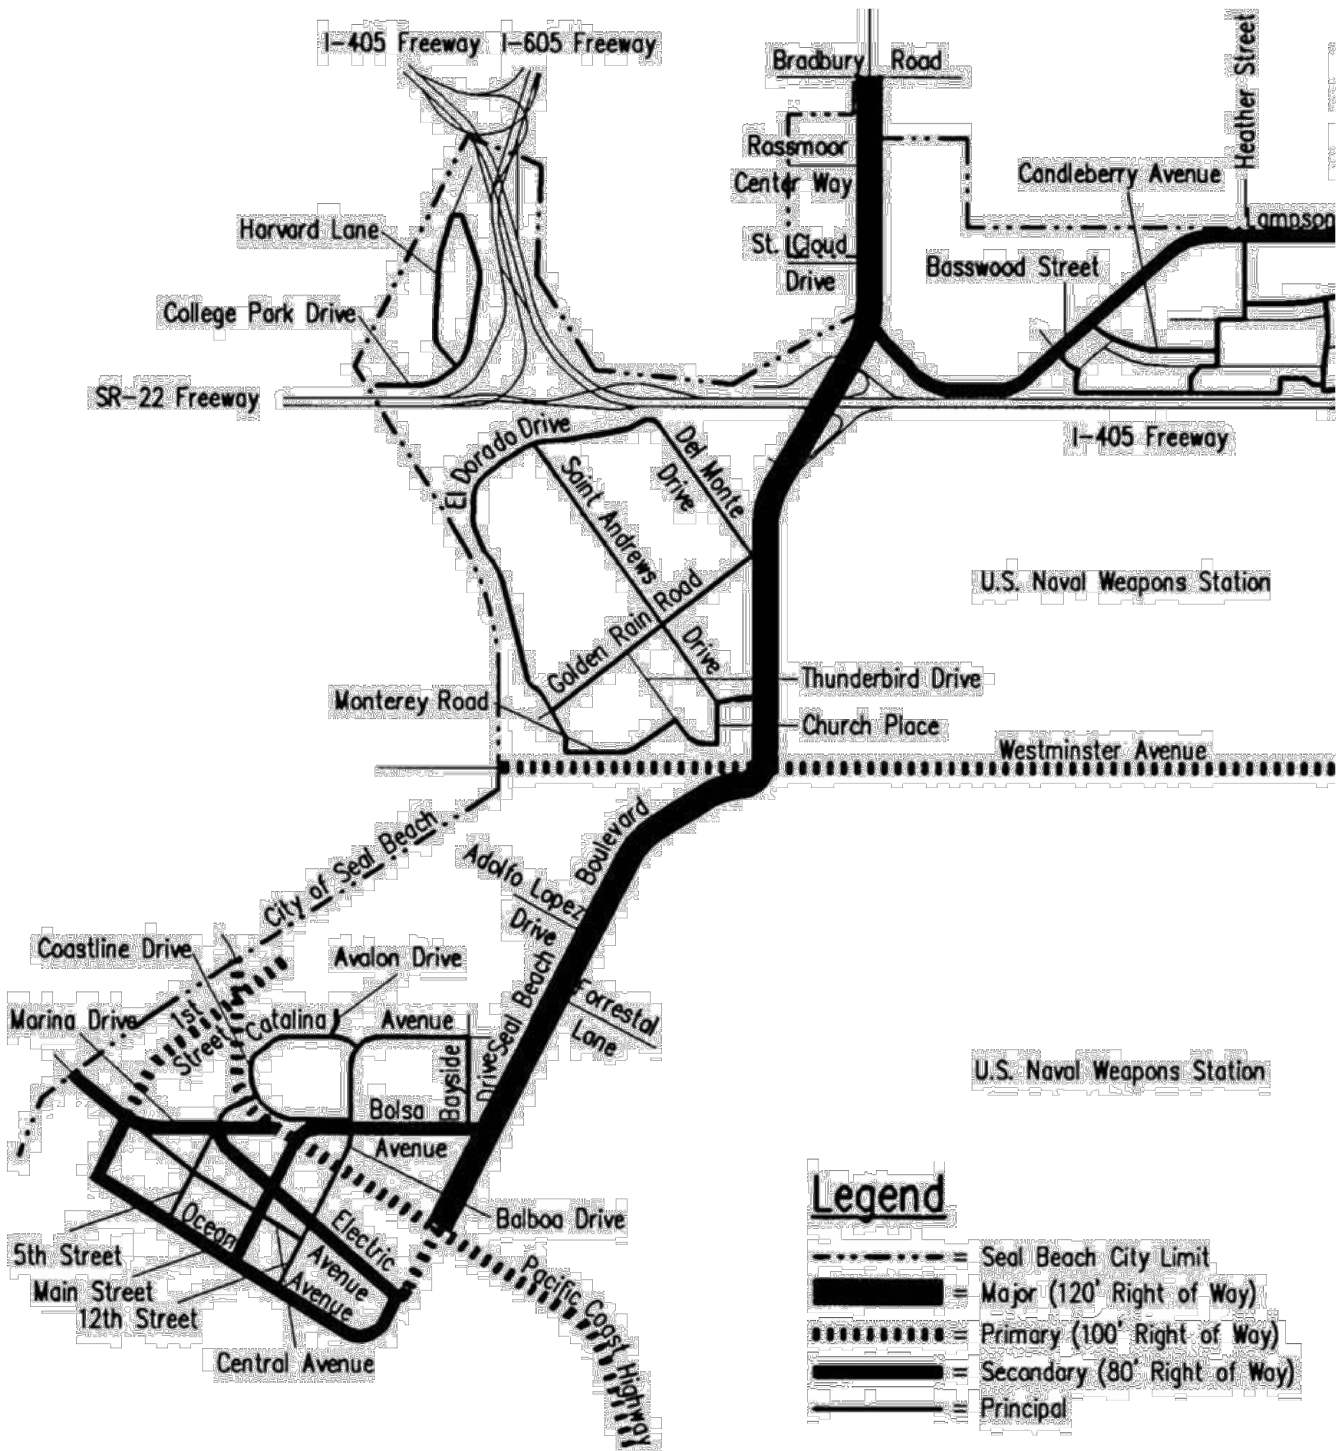 I-405 Freeway
I-605 Freeway
Bradbury Road
Heather Street
Rossmoor
Center Way
Candleberry Avenue
Lampson
Harvard Lane
St. Cloud
Drive
Basswood Street
College Park Drive
SR-22 Freeway
I-405 Freeway
El Dorado Drive
Del Monte
Drive
Saint Andrews
Drive
Golden Rain Road
U.S. Naval Weapons Station
Thunderbird Drive
Monterey Road
Church Place
Westminster Avenue
City of Seal Beach
Adolfo Lopez
Drive
Seal Beach Boulevard
Forrestal
Lane
Coastline Drive
Avalon Drive
Marina Drive
1st
Street
Catalina Avenue
Bayside
Drive
Bolsa
Avenue
U.S. Naval Weapons Station
Balboa Drive
Ocean
Avenue
Electric
Avenue
5th Street
Main Street
12th Street
Central Avenue
Pacific Coast Highway
Legend
= Seal Beach City Limit
= Major (120' Right of Way)
= Primary (100' Right of Way)
= Secondary (80' Right of Way)
= Principal